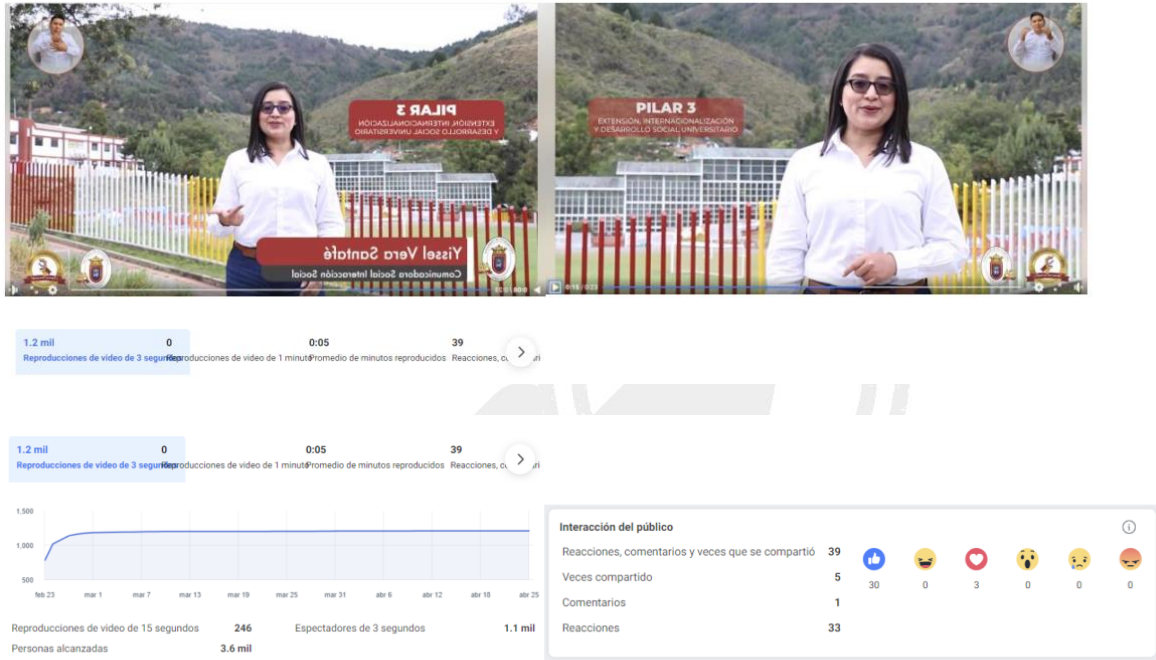 PILAR 3
EXTENSIÓN, INTERNACIONALIZACIÓN
Y DESARROLLO SOCIAL UNIVERSITARIO
Yissel Vera Santafé
Comunicadora Social Interacción Social
PILAR 3
EXTENSIÓN, INTERNACIONALIZACIÓN
Y DESARROLLO SOCIAL UNIVERSITARIO
0:15 / 0:23
1.2 mil 0 0:05 39
Reproducciones de video de 3 segundos Reproducciones de video de 1 minuto Promedio de minutos reproducidos Reacciones, c
1.2 mil 0 0:05 39
Reproducciones de video de 3 segundos Reproducciones de video de 1 minuto Promedio de minutos reproducidos Reacciones, c
1,500
1,000
500
feb 23 mar 1 mar 7 mar 13 mar 19 mar 25 mar 31 abr 6 abr 12 abr 18 abr 25
Reproducciones de video de 15 segundos 246 Espectadores de 3 segundos 1.1 mil
Personas alcanzadas 3.6 mil
Interacción del público
Reacciones, comentarios y veces que se compartió 39
Veces compartido 5
30 0 3 0 0 0
Comentarios 1
Reacciones 33